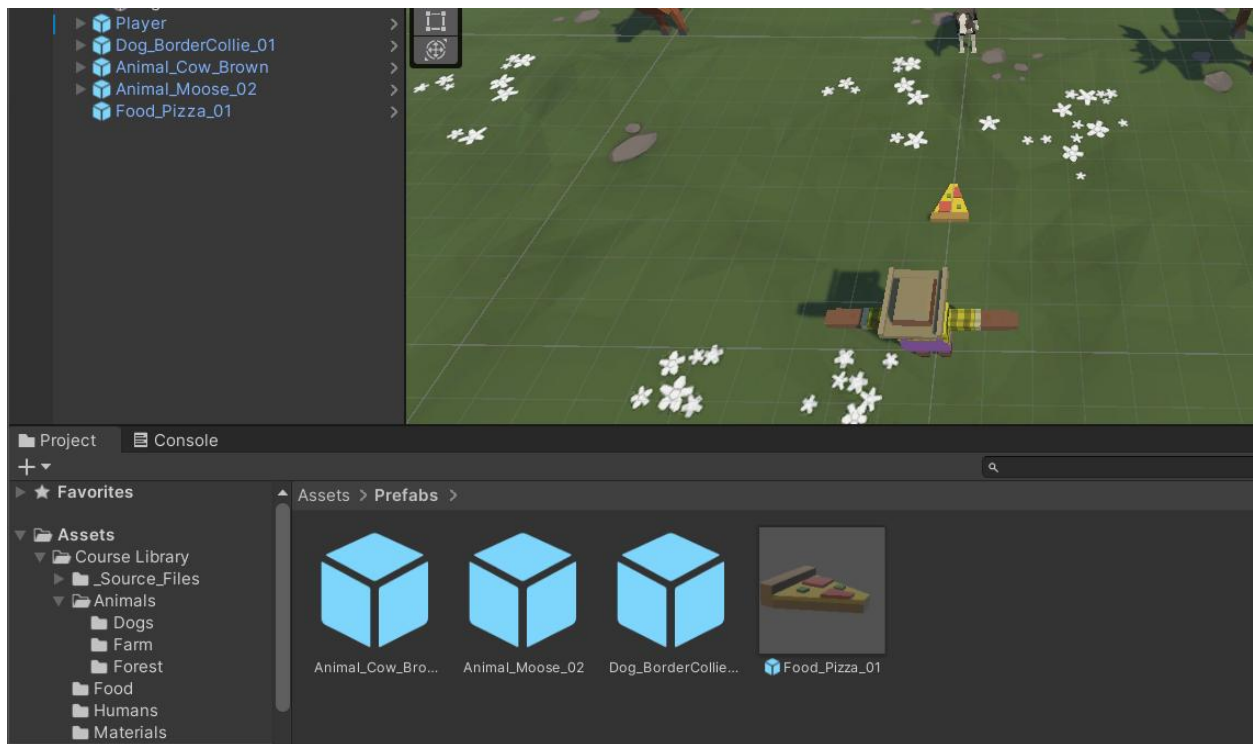 Player
Dog_BorderCollie_01
Animal_Cow_Brown
Animal_Moose_02
Food_Pizza_01
Project Console
Favorites
Assets > Prefabs >
Assets
Course Library
_Source_Files
Animals
Dogs
Farm
Forest
Food
Humans
Materials
Animal_Cow_Bro... Animal_Moose_02 Dog_BorderCollie... Food_Pizza_01